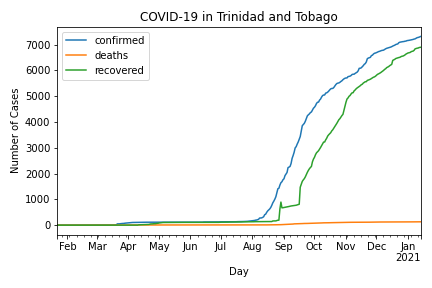 COVID-19 in Trinidad and Tobago
confirmed
deaths
recovered
Number of Cases
7000
6000
5000
4000
3000
2000
1000
0
Feb Mar Apr May Jun Jul Aug Sep Oct Nov Dec Jan
2021
Day